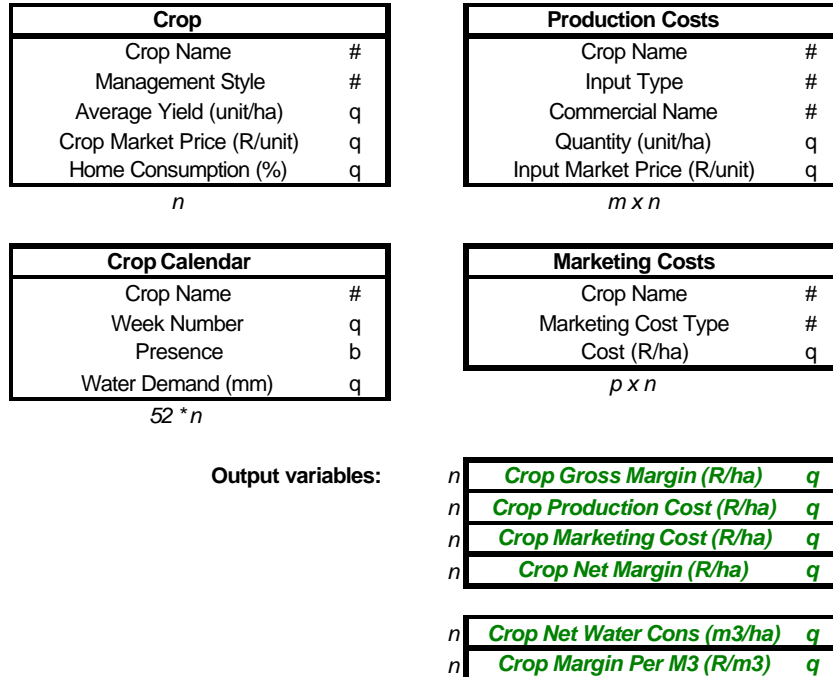 Crop
Crop Name #
Management Style #
Average Yield (unit/ha) q
Crop Market Price (R/unit) q
Home Consumption (%) q
n
Production Costs
Crop Name #
Input Type #
Commercial Name #
Quantity (unit/ha) q
Input Market Price (R/unit) q
m x n
Crop Calendar
Crop Name #
Week Number q
Presence b
Water Demand (mm) q
52 * n
Marketing Costs
Crop Name #
Marketing Cost Type #
Cost (R/ha) q
p x n
Output variables:
n Crop Gross Margin (R/ha) q
n Crop Production Cost (R/ha) q
n Crop Marketing Cost (R/ha) q
n Crop Net Margin (R/ha) q
n Crop Net Water Cons (m3/ha) q
n Crop Margin Per M3 (R/m3) q